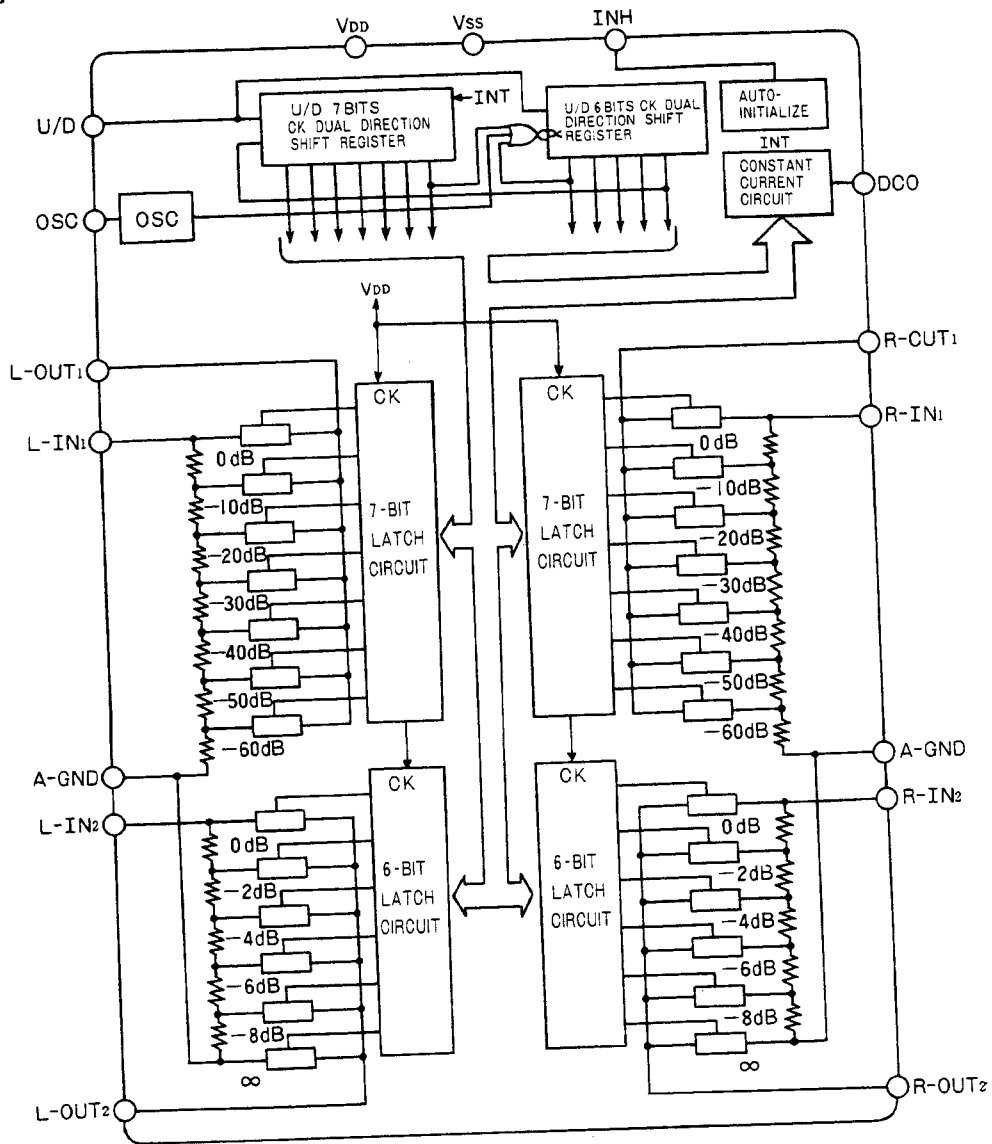 VDD
VSS
INH
U/D
U/D 7 BITS
CK DUAL DIRECTION
SHIFT REGISTER
INT
U/D 6 BITS CK DUAL
DIRECTION SHIFT
REGISTER
AUTO-
INITIALIZE
INT
CONSTANT
CURRENT
CIRCUIT
DCO
OSC
OSC
VDD
L-OUT1
L-IN1
CK
0dB
-10dB
-20dB
-30dB
-40dB
-50dB
-60dB
7-BIT
LATCH
CIRCUIT
CK
7-BIT
LATCH
CIRCUIT
R-CUT1
R-IN1
0dB
-10dB
-20dB
-30dB
-40dB
-50dB
-60dB
A-GND
L-IN2
CK
0dB
-2dB
-4dB
-6dB
-8dB
∞
6-BIT
LATCH
CIRCUIT
L-OUT2
CK
6-BIT
LATCH
CIRCUIT
A-GND
R-IN2
0dB
-2dB
-4dB
-6dB
-8dB
∞
R-OUT2